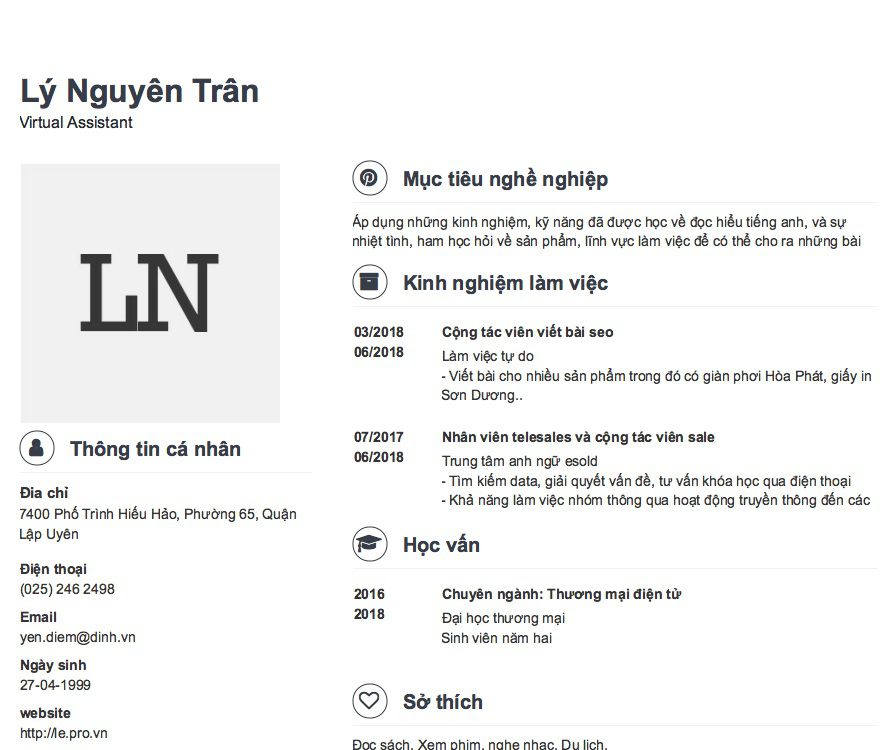 Lý Nguyên Trân
Virtual Assistant
LN
Thông tin cá nhân
Đia chỉ
7400 Phố Trình Hiếu Hảo, Phường 65, Quận
Lập Uyên
Điện thoại
(025) 246 2498
Email
yen.diem@dinh.vn
Ngày sinh
27-04-1999
website
http://le.pro.vn
Mục tiêu nghề nghiệp
Áp dụng những kinh nghiệm, kỹ năng đã được học về đọc hiểu tiếng anh, và sự
nhiệt tình, ham học hỏi về sản phẩm, lĩnh vực làm việc để có thể cho ra những bài
Kinh nghiệm làm việc
03/2018
06/2018
Cộng tác viên viết bài seo
Làm việc tự do
- Viết bài cho nhiều sản phẩm trong đó có giàn phơi Hòa Phát, giấy in
Sơn Dương..
07/2017
06/2018
Nhân viên telesales và cộng tác viên sale
Trung tâm anh ngữ esold
- Tìm kiếm data, giải quyết vấn đề, tư vấn khóa học qua điện thoại
- Khả năng làm việc nhóm thông qua hoạt động truyền thông đến các
Học vấn
2016
2018
Chuyên ngành: Thương mại điện tử
Đại học thương mại
Sinh viên năm hai
Sở thích
Đọc sách, Xem phim, nghe nhạc, Du lịch.